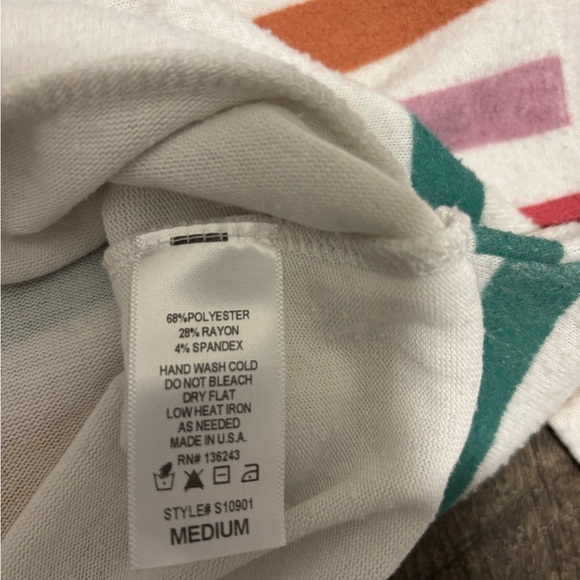 68%POLYESTER
28% RAYON
4% SPANDEX
HAND WASH COLD
DO NOT BLEACH
DRY FLAT
LOW HEAT IRON
AS NEEDED
MADE IN U.S.A.
RN# 136243
STYLE# S10901
MEDIUM